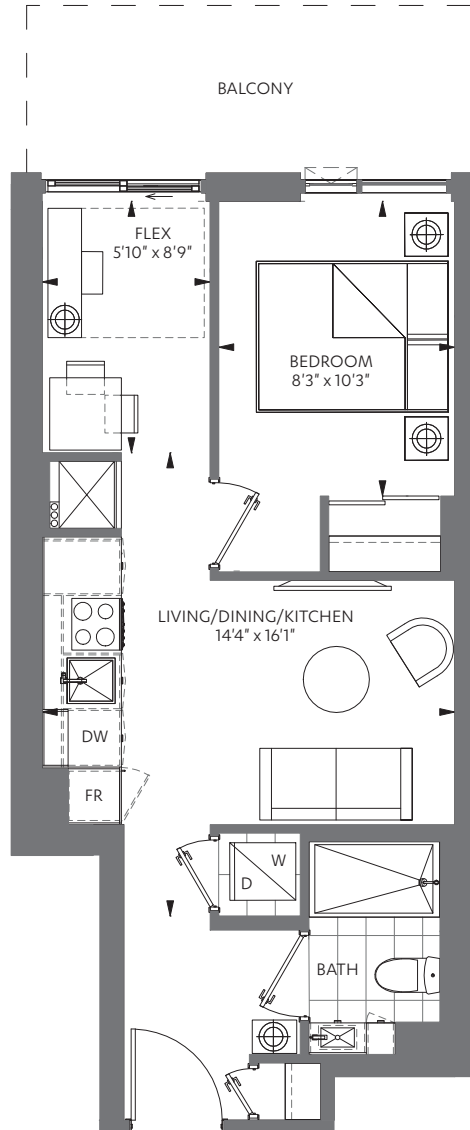 BALCONY
FLEX
5'10" x 8'9"
BEDROOM
8'3" x 10'3"
LIVING/DINING/KITCHEN
14'4" x 16'1"
DW
FR
W
D
BATH